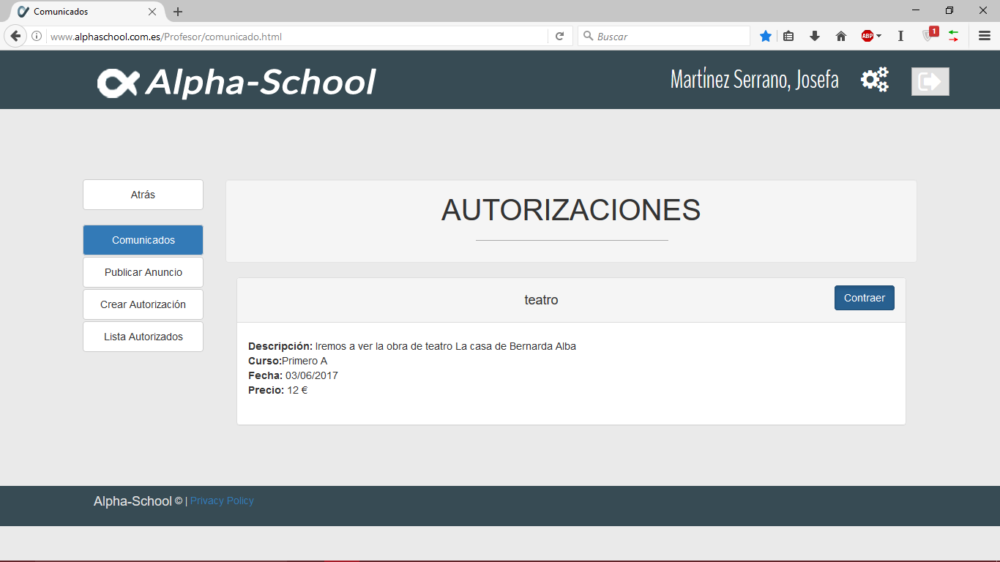 Comunicados
www.alphaschool.com.es/Profesor/comunicado.html
Buscar
ABP
1
Alpha-School
Martínez Serrano, Josefa
Atrás
Comunicados
Publicar Anuncio
Crear Autorización
Lista Autorizados
AUTORIZACIONES
teatro
Contraer
Descripción: Iremos a ver la obra de teatro La casa de Bernarda Alba
Curso:Primero A
Fecha: 03/06/2017
Precio: 12 €
Alpha-School © | Privacy Policy